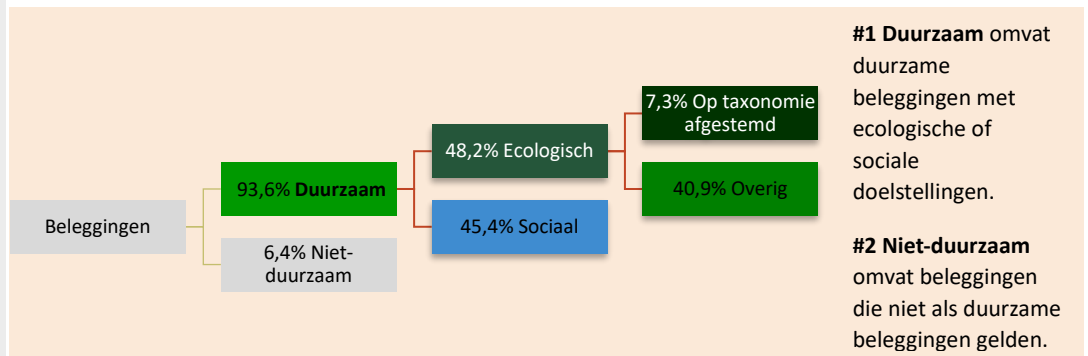 Beleggingen
93,6% Duurzaam
6,4% Niet-
duurzaam
48,2% Ecologisch
45,4% Sociaal
7,3% Op taxonomie
afgestemd
40,9% Overig
#1 Duurzaam omvat
duurzame
beleggingen met
ecologische of
sociale
doelstellingen.
#2 Niet-duurzaam
omvat beleggingen
die niet als duurzame
beleggingen gelden.